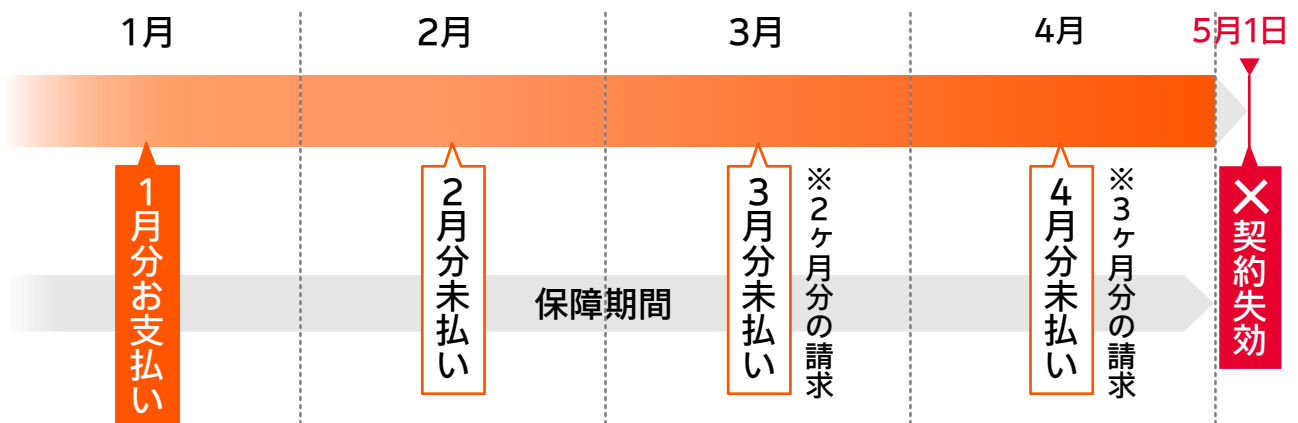 1月
2月
3月
4月
5月1日
1月分お支払い
2月分未払い
3月分未払い
※2ヶ月分の請求
4月分未払い
※3ヶ月分の請求
×契約失効
保障期間